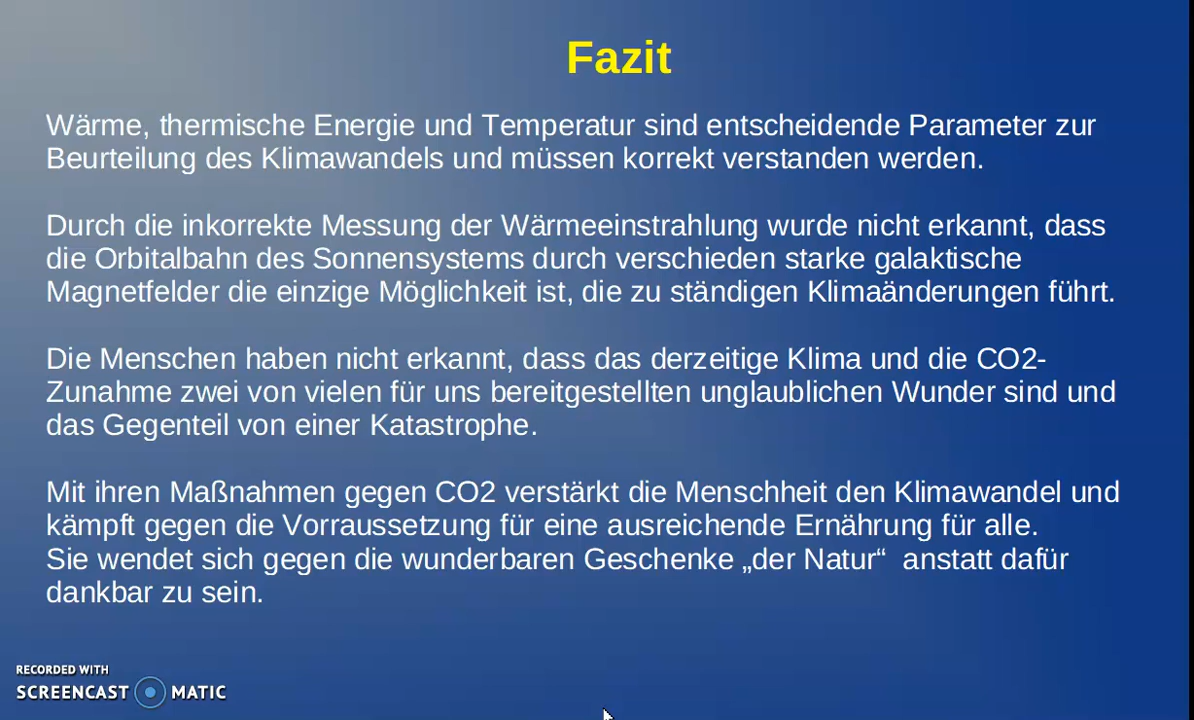 Fazit
Wärme, thermische Energie und Temperatur sind entscheidende Parameter zur
Beurteilung des Klimawandels und müssen korrekt verstanden werden.
Durch die inkorrekte Messung der Wärmeeinstrahlung wurde nicht erkannt, dass
die Orbitalbahn des Sonnensystems durch verschieden starke galaktische
Magnetfelder die einzige Möglichkeit ist, die zu ständigen Klimaänderungen führt.
Die Menschen haben nicht erkannt, dass das derzeitige Klima und die CO2-
Zunahme zwei von vielen für uns bereitgestellten unglaublichen Wunder sind und
das Gegenteil von einer Katastrophe.
Mit ihren Maßnahmen gegen CO2 verstärkt die Menschheit den Klimawandel und
kämpft gegen die Vorraussetzung für eine ausreichende Ernährung für alle.
Sie wendet sich gegen die wunderbaren Geschenke „der Natur“ anstatt dafür
dankbar zu sein.
RECORDED WITH
SCREENCAST MATIC